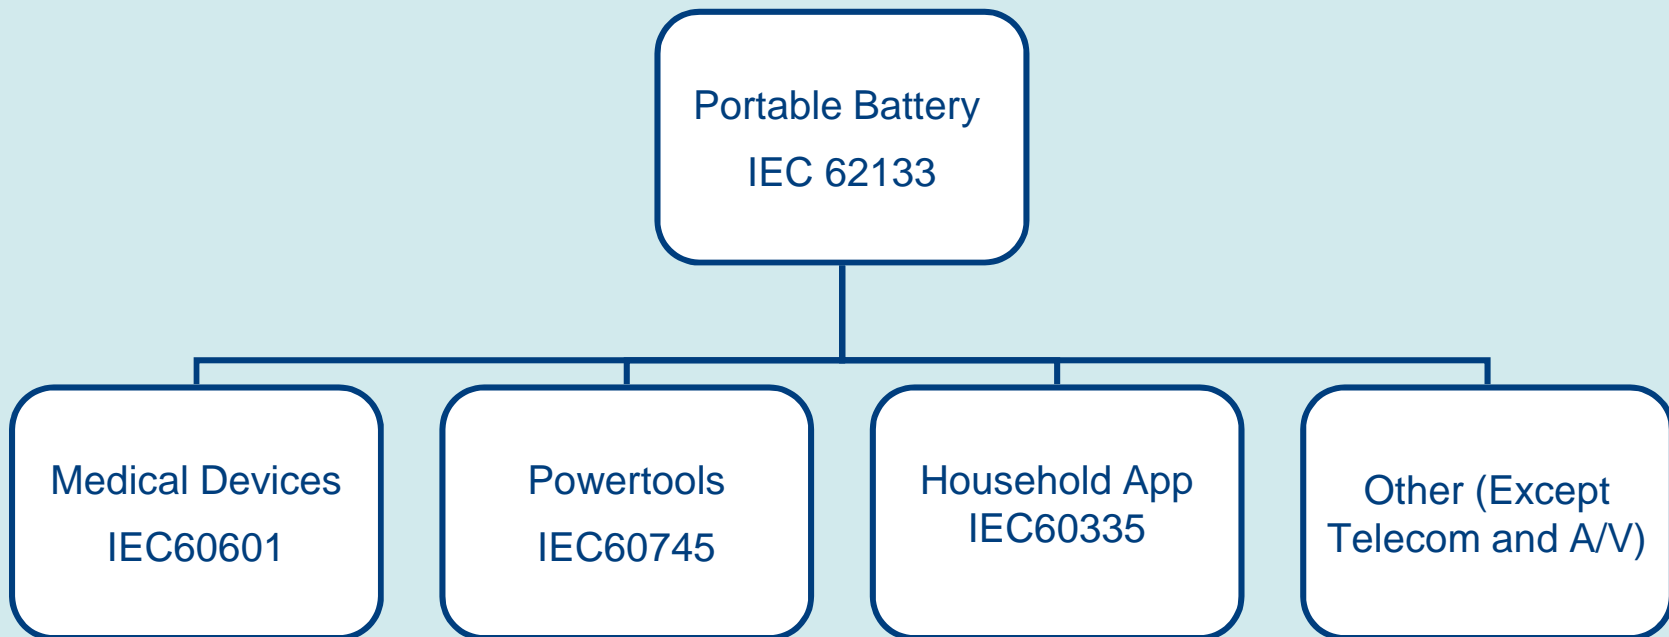 Portable Battery
IEC 62133
Medical Devices
IEC60601
Powertools
IEC60745
Household App
IEC60335
Other (Except
Telecom and A/V)